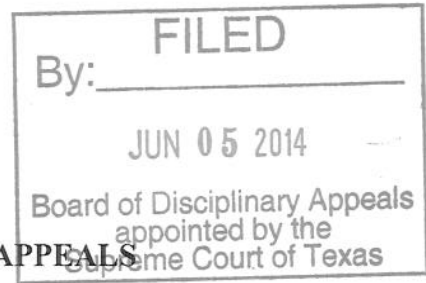 FILED
By:
JUN 05 2014
Board of Disciplinary Appeals
appointed by the
APPEALS
Supreme Court of Texas